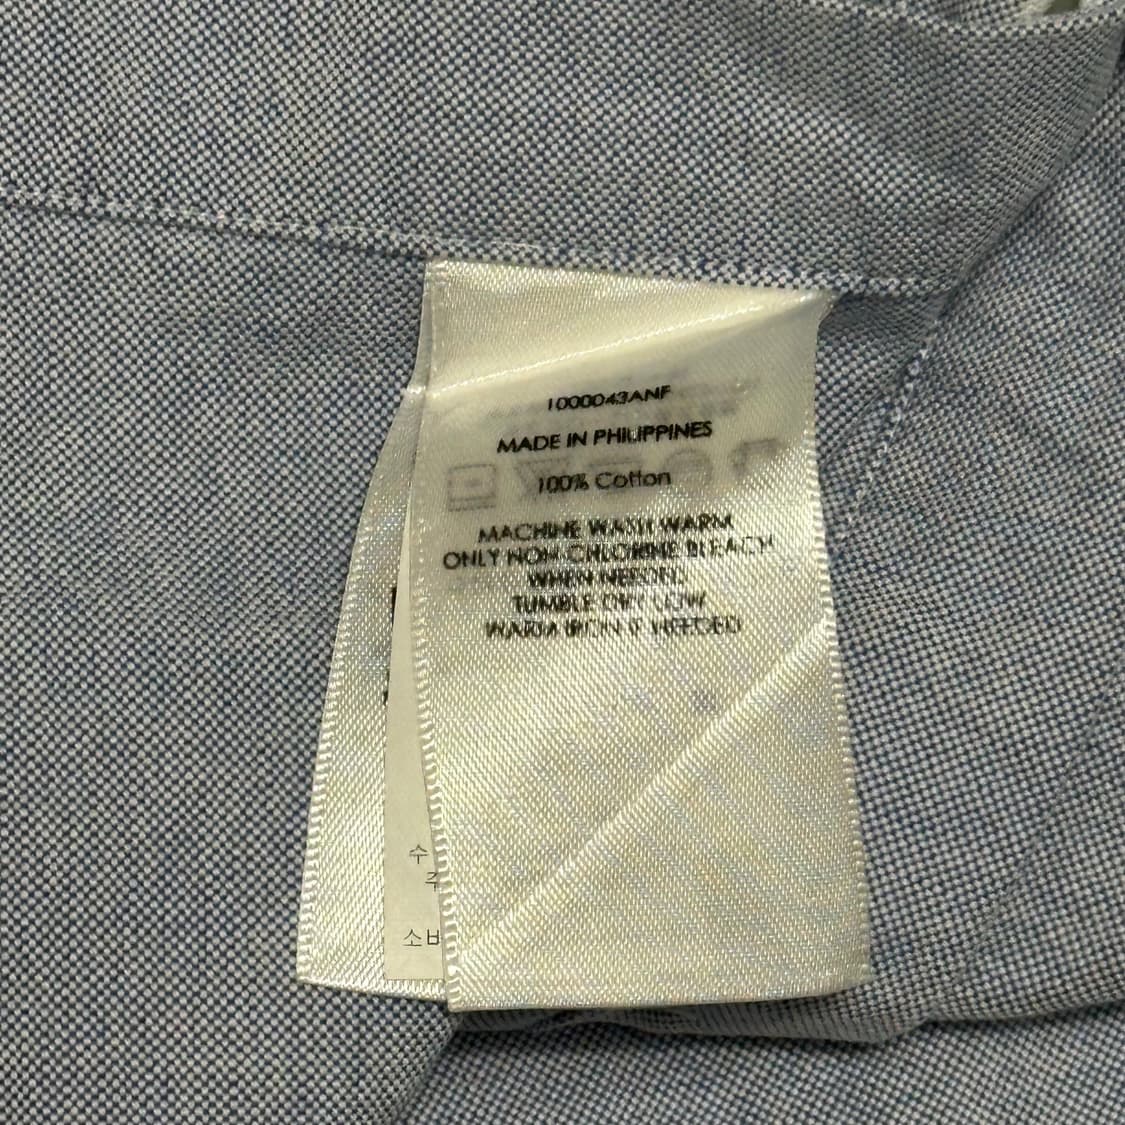 1000043ANF
MADE IN PHILIPPINES
100% Cotton
MACHINE WASH WARM
ONLY NON-CHLORINE BLEACH
WHEN NEEDED
TUMBLE DRY LOW
WARM IRON IF NEEDED
수
주
소비